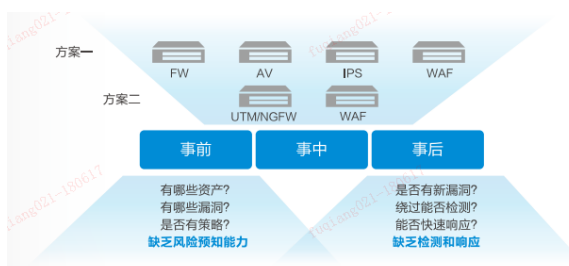 方案一
FW AV IPS WAF
方案二
UTM/NGFW WAF
事前 事中 事后
有哪些资产?
有哪些漏洞?
是否有策略?
缺乏风险预知能力
是否有新漏洞?
绕过能否检测?
能否快速响应?
缺乏检测和响应
fuqiang021-180617